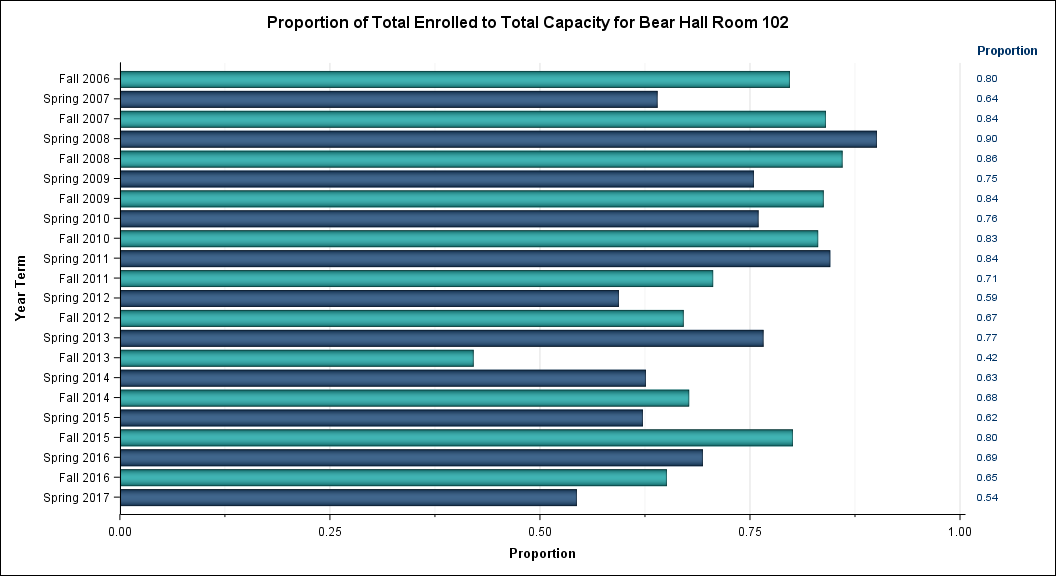 Proportion of Total Enrolled to Total Capacity for Bear Hall Room 102
Proportion
Fall 2006 0.80
Spring 2007 0.64
Fall 2007 0.84
Spring 2008 0.90
Fall 2008 0.86
Spring 2009 0.75
Fall 2009 0.84
Spring 2010 0.76
Fall 2010 0.83
Spring 2011 0.84
Fall 2011 0.71
Spring 2012 0.59
Fall 2012 0.67
Spring 2013 0.77
Fall 2013 0.42
Spring 2014 0.63
Fall 2014 0.68
Spring 2015 0.62
Fall 2015 0.80
Spring 2016 0.69
Fall 2016 0.65
Spring 2017 0.54
Year Term
0.00 0.25 0.50 0.75 1.00
Proportion